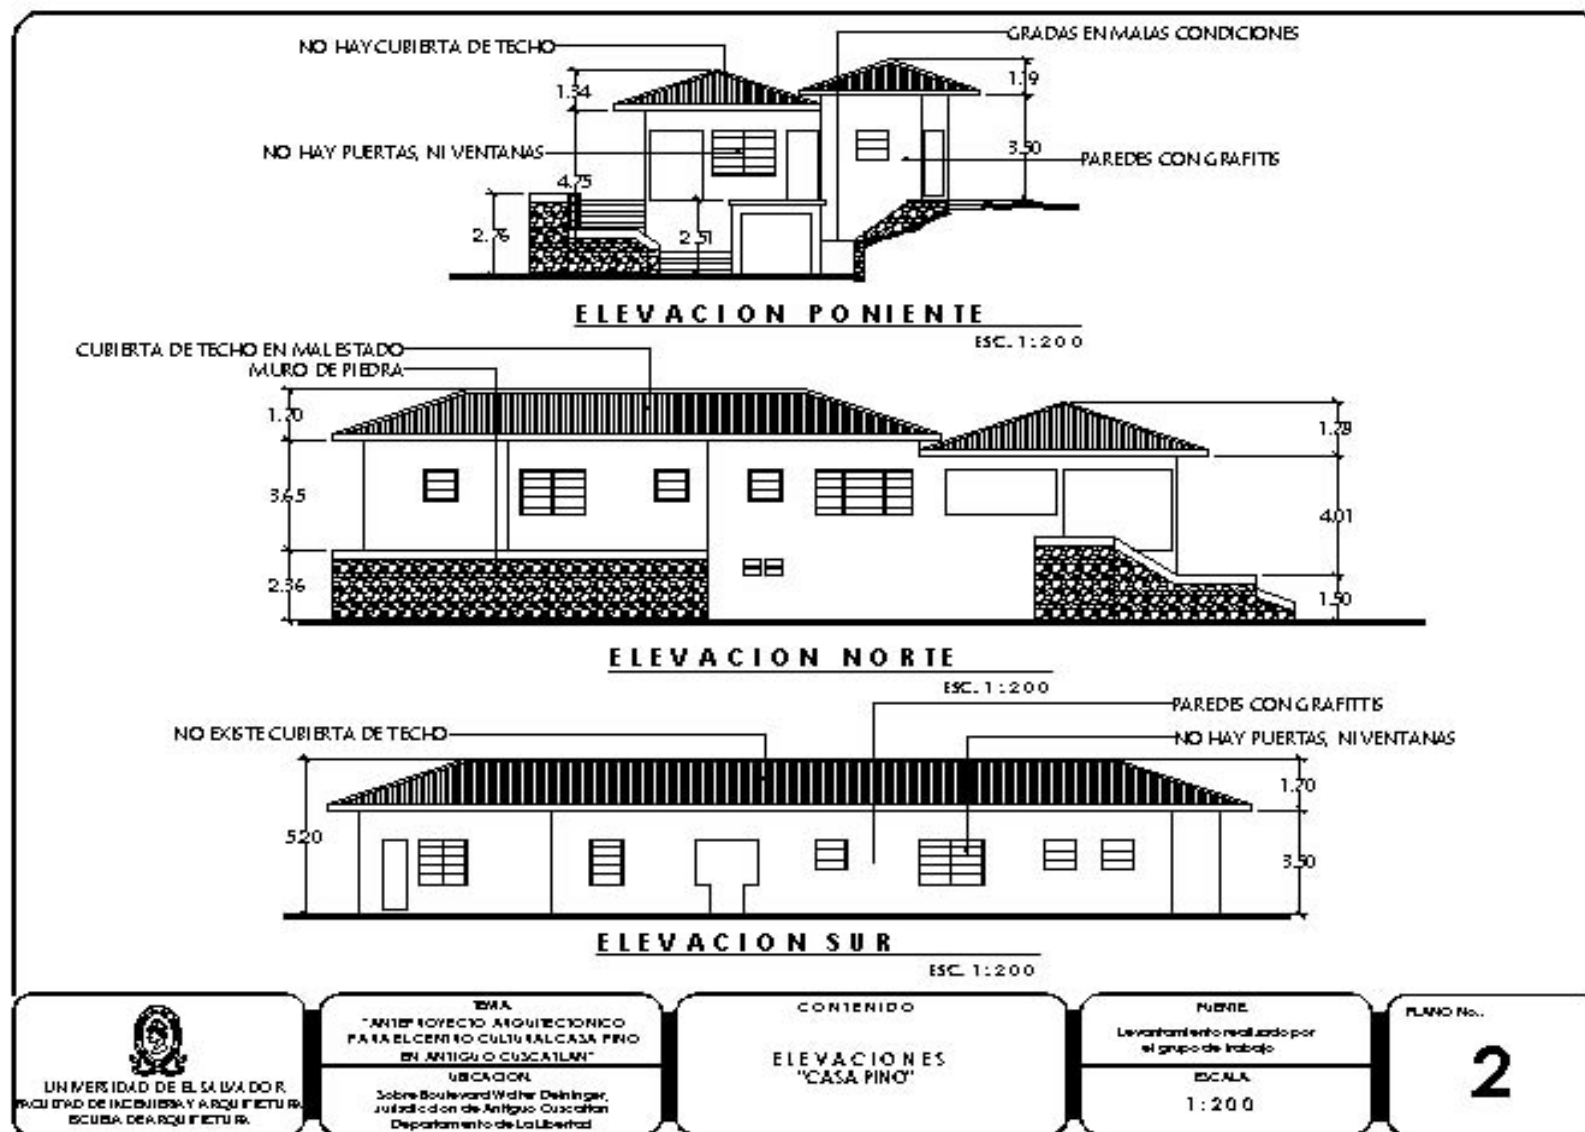 NO HAY CUBIERTA DE TECHO
GRADAS EN MALAS CONDICIONES
1.34
1.19
NO HAY PUERTAS, NI VENTANAS
3.50
PAREDES CON GRAFITIS
4.75
2.76
2.51
ELEVACION PONIENTE
ESC. 1:200
CUBIERTA DE TECHO EN MAL ESTADO
MURO DE PIEDRA
1.70
3.65
4.01
2.36
1.50
ELEVACION NORTE
ESC. 1:200
PAREDES CON GRAFITTIS
NO EXISTE CUBIERTA DE TECHO
NO HAY PUERTAS, NI VENTANAS
1.70
5.20
3.50
ELEVACION SUR
ESC. 1:200
UNIVERSIDAD DE EL SALVADOR
FACULTAD DE INGENIERIA Y ARQUITECTURA
ESCUELA DE ARQUITECTURA
TEMA
"ANTEPROYECTO ARQUITECTONICO
PARA EL CENTRO CULTURAL CASA PINO
EN ANTIGUO CUSCATLAN"
UBICACION
Sobre Boulevard Walter Deininger,
jurisdiccion de Antiguo Cuscatlan
Departamento de La Libertad
CONTENIDO
ELEVACIONES
"CASA PINO"
FUENTE
Levantamiento realizado por
el grupo de trabajo
ESCALA
1:200
PLANO No..
2